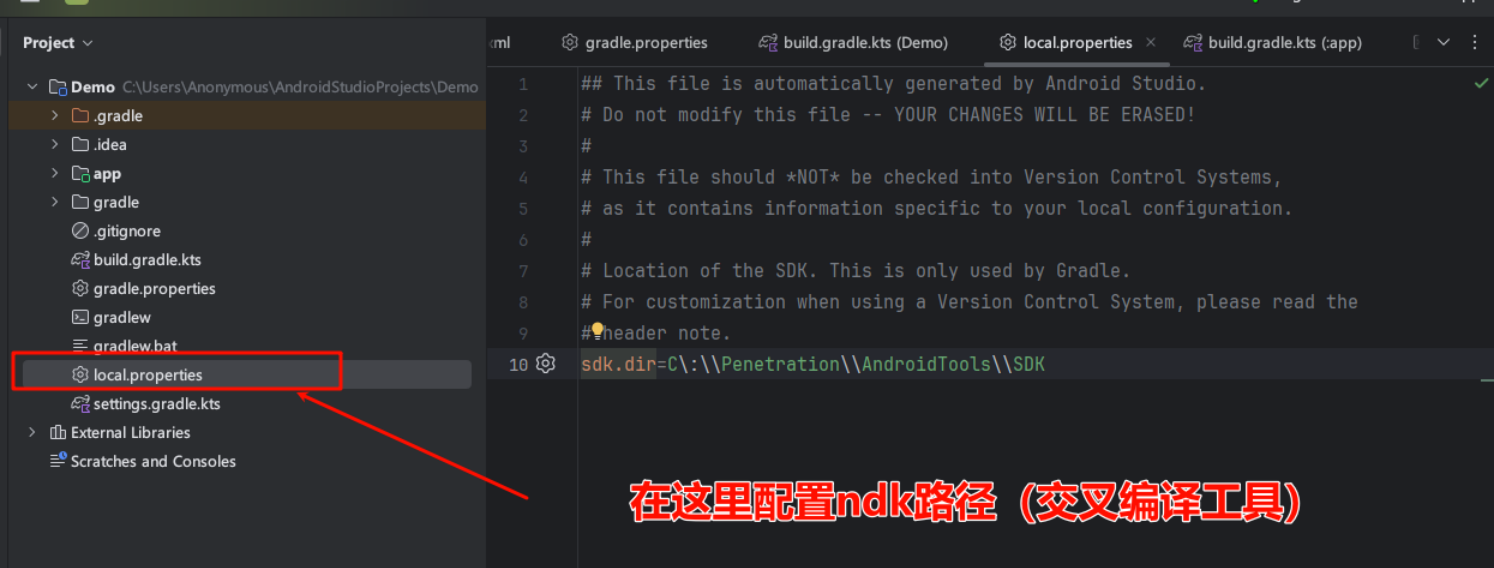 Project
Demo C:\Users\Anonymous\AndroidStudioProjects\Demo
.gradle
.idea
app
gradle
.gitignore
build.gradle.kts
gradle.properties
gradlew
gradlew.bat
local.properties
settings.gradle.kts
External Libraries
Scratches and Consoles
ml gradle.properties build.gradle.kts (Demo) local.properties build.gradle.kts (:app)
1 ## This file is automatically generated by Android Studio.
2 # Do not modify this file -- YOUR CHANGES WILL BE ERASED!
3 #
4 # This file should *NOT* be checked into Version Control Systems,
5 # as it contains information specific to your local configuration.
6 #
7 # Location of the SDK. This is only used by Gradle.
8 # For customization when using a Version Control System, please read the
9 # header note.
10 sdk.dir=C\:\\Penetration\\AndroidTools\\SDK
在这里配置ndk路径（交叉编译工具）